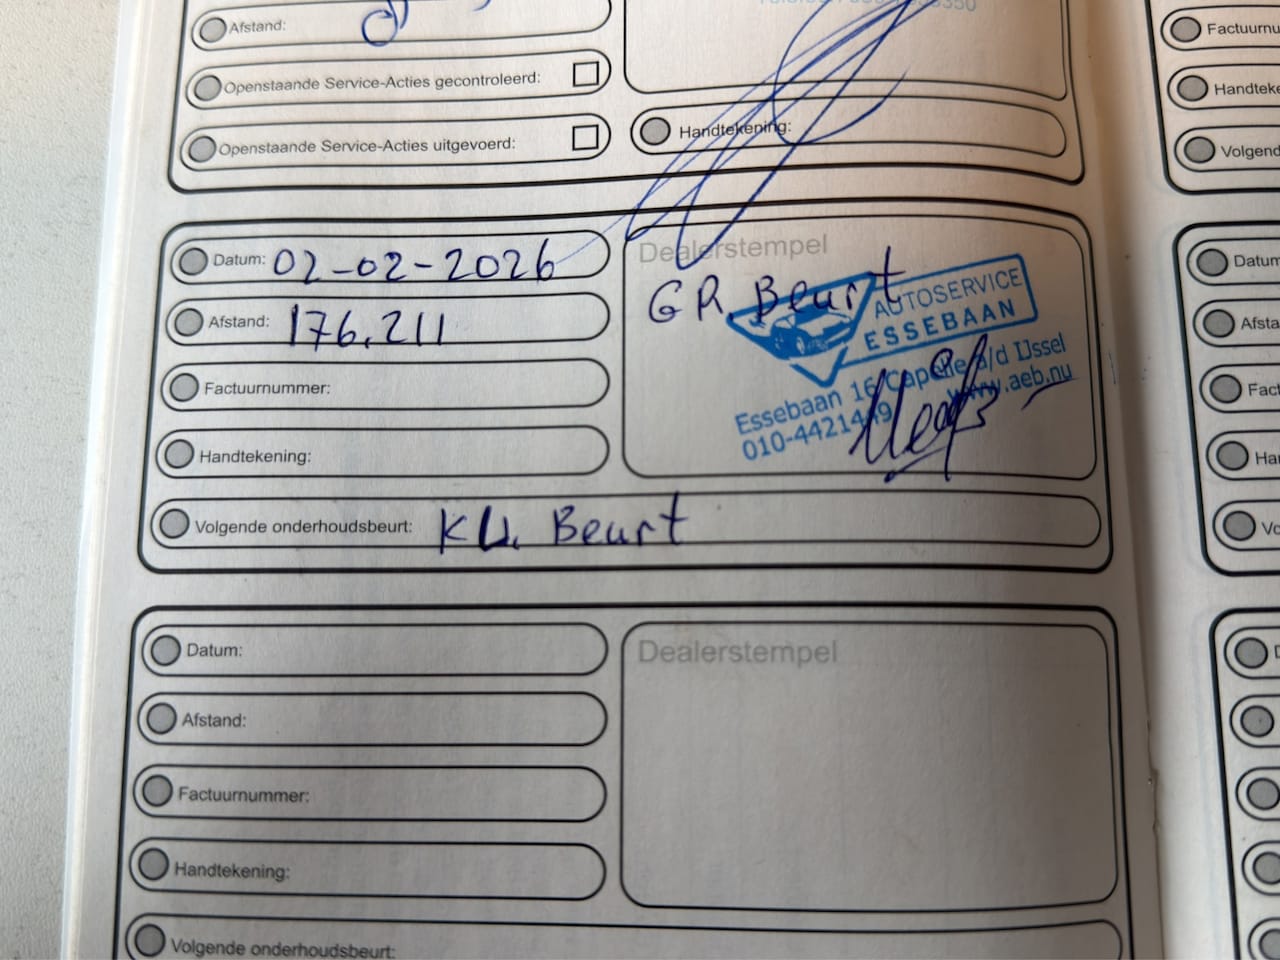 Afstand:
Openstaande Service-Acties gecontroleerd:
Openstaande Service-Acties uitgevoerd:
Handtekening:
Datum: 02-02-2026
Afstand: 176.211
Factuurnummer:
Handtekening:
Volgende onderhoudsbeurt: KL. Beurt
Dealerstempel
GR. Beurt
AUTOSERVICE
ESSEBAAN
Essebaan 16 Capelle a/d IJssel
010-4421449 www.aeb.nu
Datum:
Afstand:
Factuurnummer:
Handtekening:
Volgende onderhoudsbeurt:
Dealerstempel